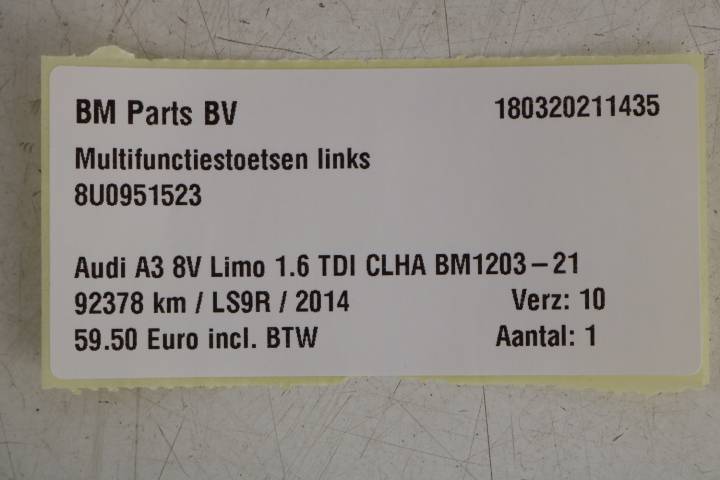 BM Parts BV 180320211435
Multifunctiestoetsen links
8U0951523
Audi A3 8V Limo 1.6 TDI CLHA BM1203-21
92378 km / LS9R / 2014 Verz: 10
59.50 Euro incl. BTW Aantal: 1